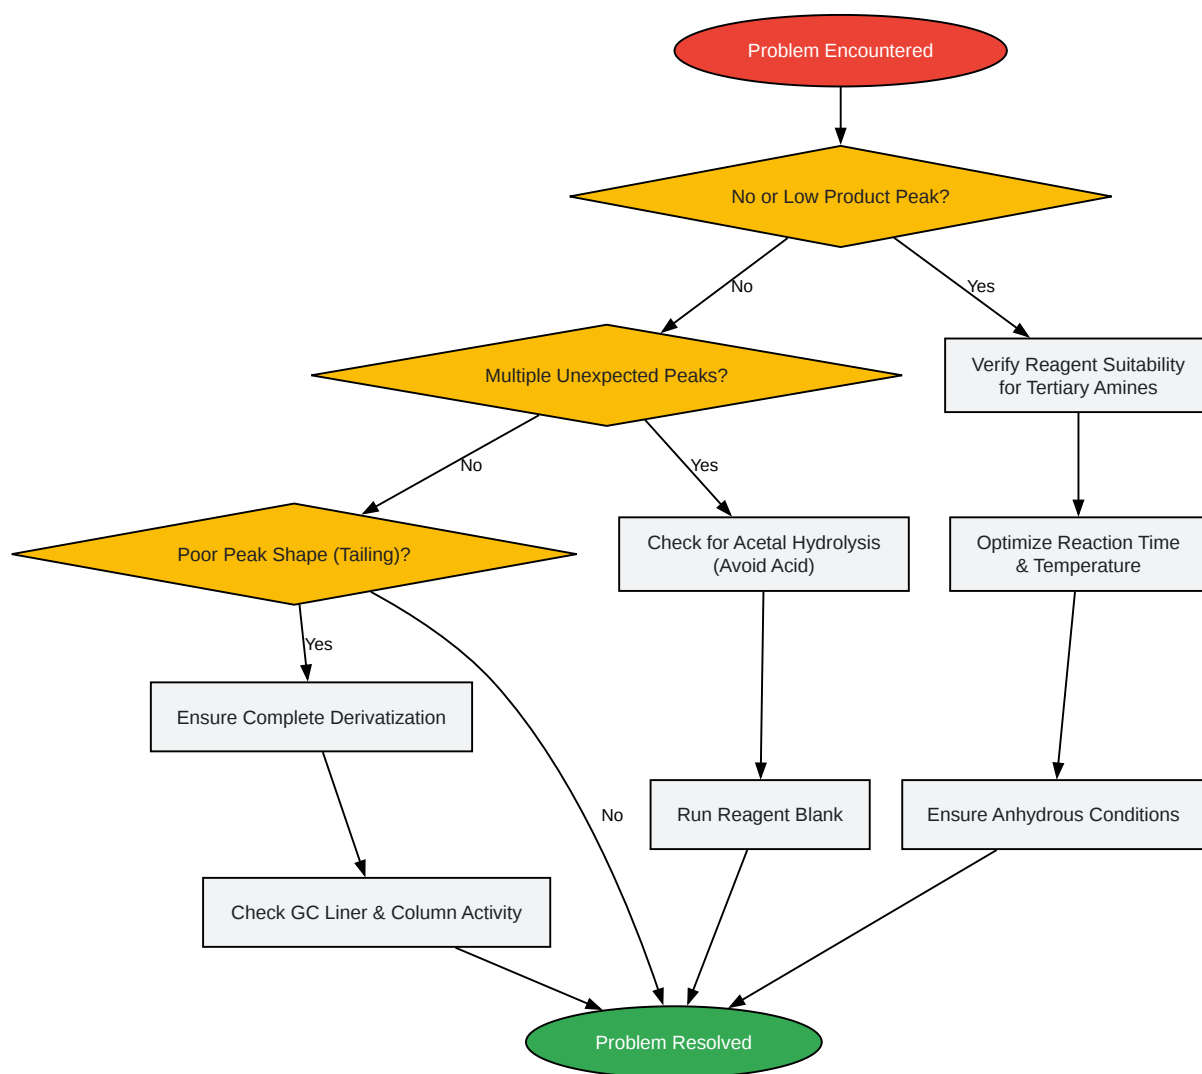 Problem Encountered
No or Low Product Peak?
No
Yes
Multiple Unexpected Peaks?
Verify Reagent Suitability
for Tertiary Amines
No
Yes
Poor Peak Shape (Tailing)?
Check for Acetal Hydrolysis
(Avoid Acid)
Optimize Reaction Time
& Temperature
Yes
Ensure Complete Derivatization
No
Run Reagent Blank
Ensure Anhydrous Conditions
Check GC Liner & Column Activity
Problem Resolved